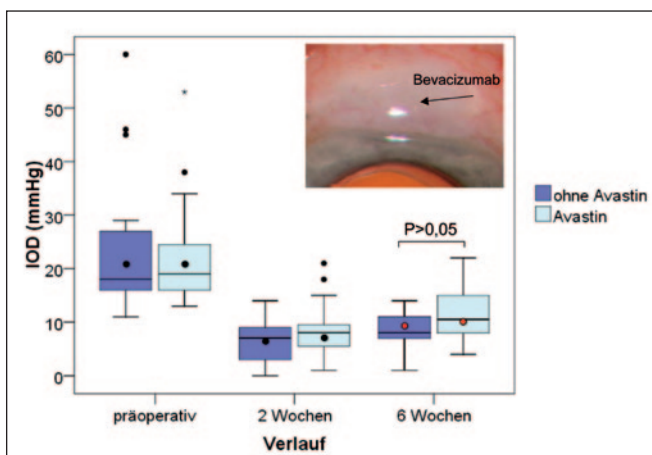 60
50
40
30
20
10
0
IOD (mmHg)
Bevacizumab
P>0,05
ohne Avastin
Avastin
präoperativ
2 Wochen
6 Wochen
Verlauf